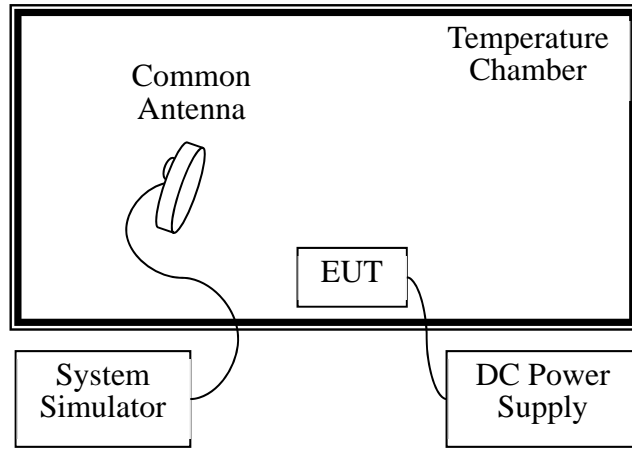 Temperature
Chamber
Common
Antenna
EUT
System
Simulator
DC Power
Supply